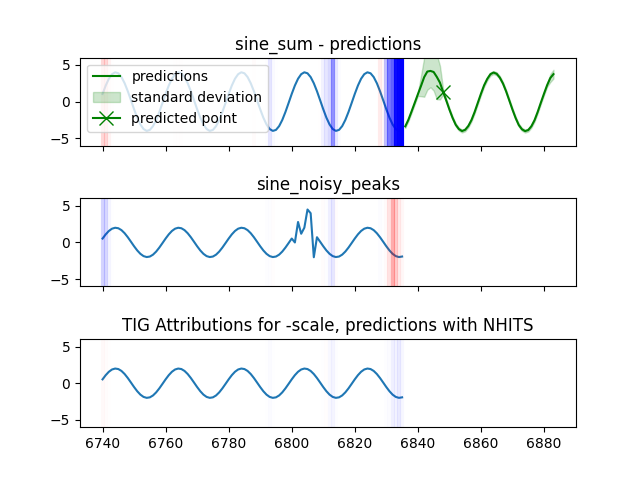 sine_sum - predictions
5
0
−5
predictions
standard deviation
predicted point
sine_noisy_peaks
5
0
−5
TIG Attributions for -scale, predictions with NHITS
5
0
−5
6740 6760 6780 6800 6820 6840 6860 6880